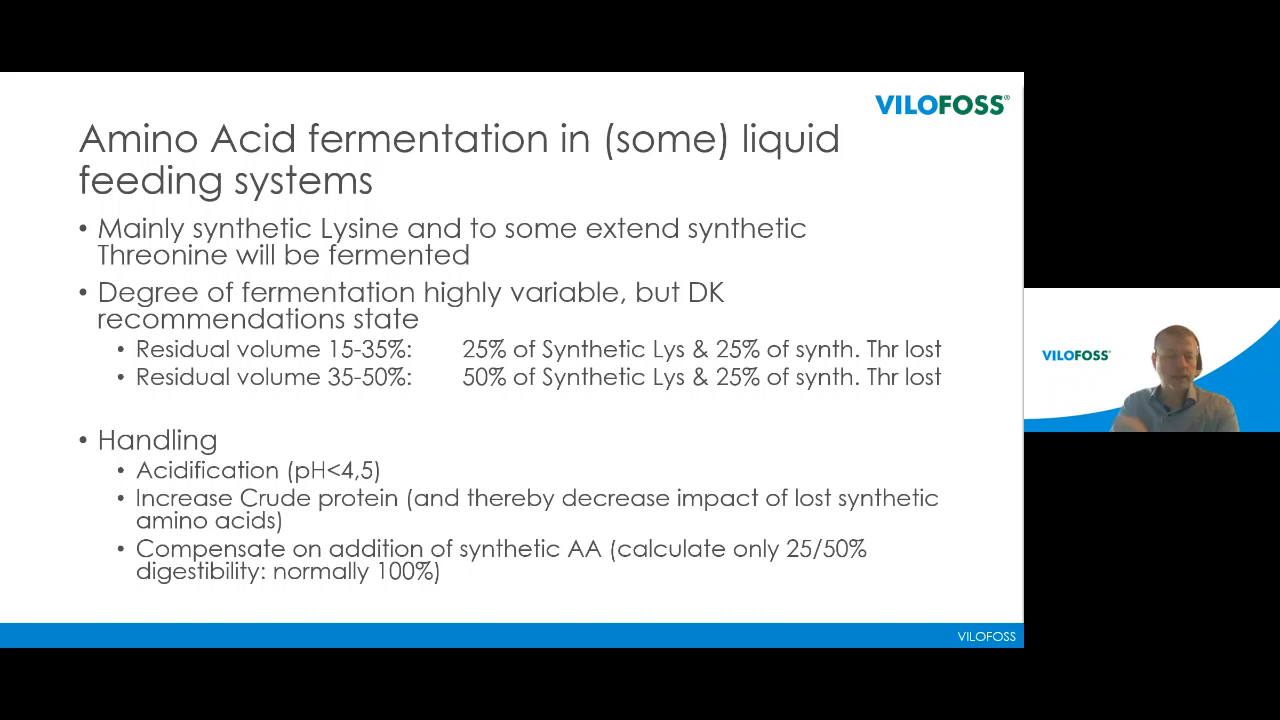 VILOFOSS®
Amino Acid fermentation in (some) liquid
feeding systems
• Mainly synthetic Lysine and to some extend synthetic
Threonine will be fermented
• Degree of fermentation highly variable, but DK
recommendations state
• Residual volume 15-35%: 25% of Synthetic Lys & 25% of synth. Thr lost
• Residual volume 35-50%: 50% of Synthetic Lys & 25% of synth. Thr lost
• Handling
• Acidification (pH<4,5)
• Increase Crude protein (and thereby decrease impact of lost synthetic
amino acids)
• Compensate on addition of synthetic AA (calculate only 25/50%
digestibility: normally 100%)
VILOFOSS
VILOFOSS®